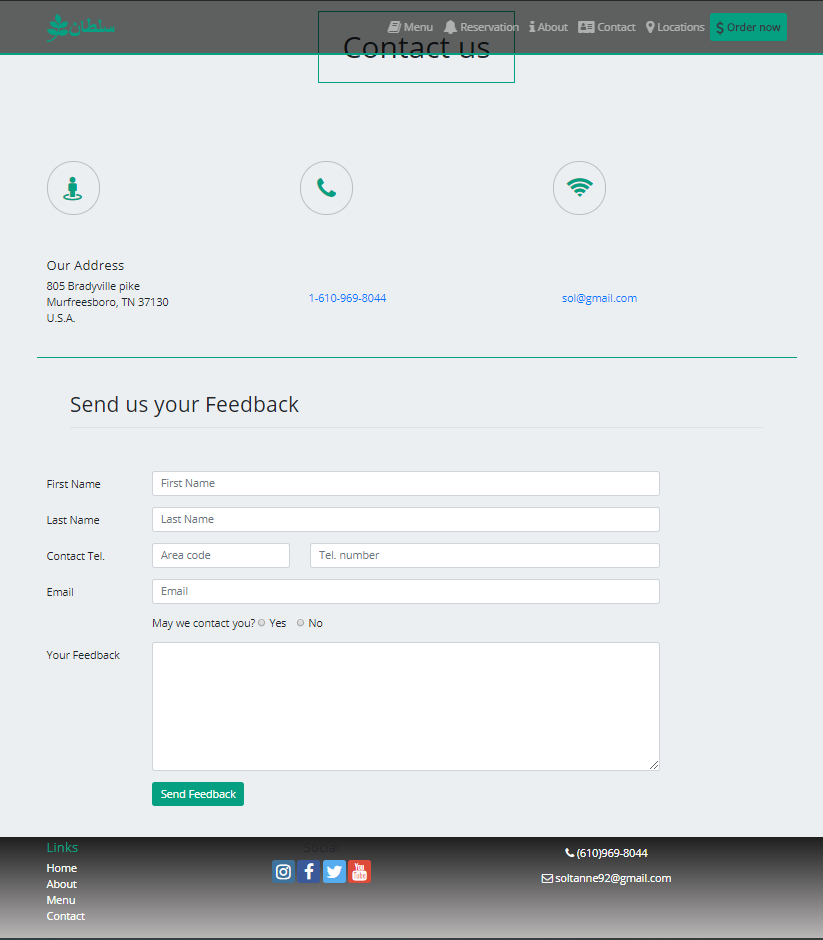 سلطان
Menu Reservation About Contact Locations Order now
Contact us
Our Address
805 Bradyville pike
Murfreesboro, TN 37130
U.S.A.
1-610-969-8044
sol@gmail.com
Send us your Feedback
First Name First Name
Last Name Last Name
Contact Tel. Area code Tel. number
Email Email
May we contact you? Yes No
Your Feedback
Send Feedback
Links
Home
About
Menu
Contact
Social
You Tube
(610)969-8044
soltanne92@gmail.com